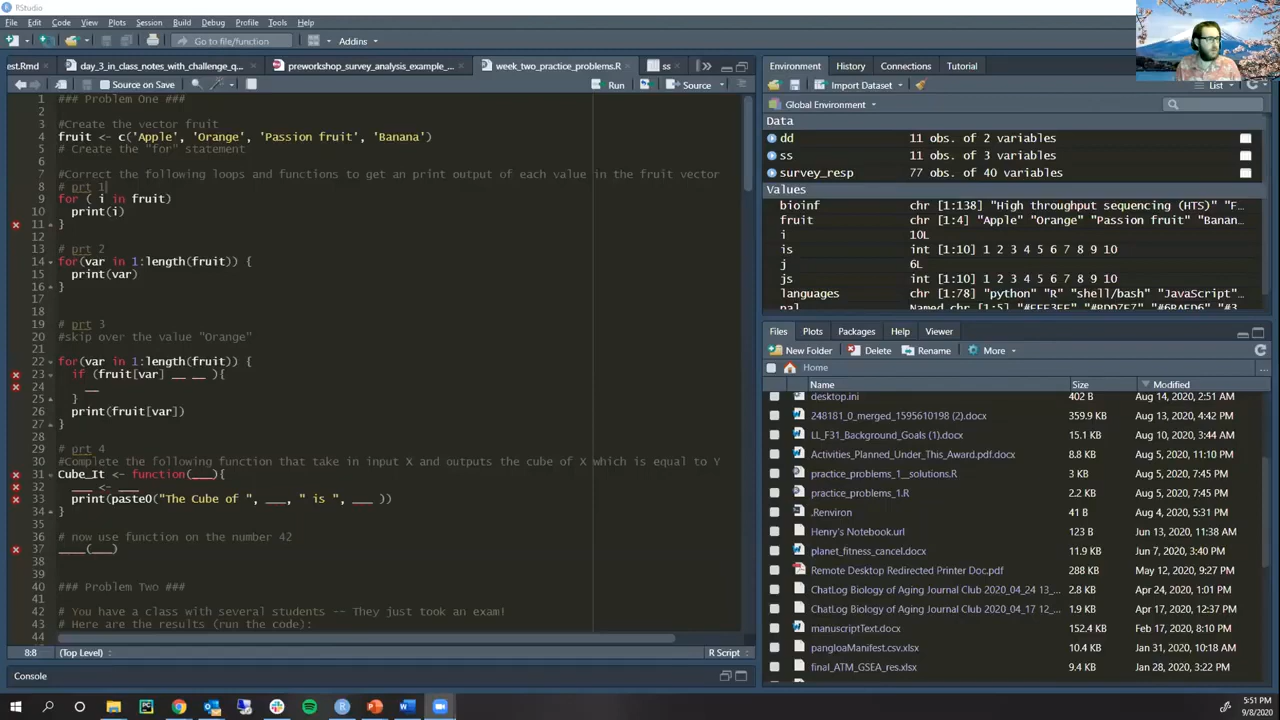 RStudio
File Edit Code View Plots Session Build Debug Profile Tools Help
Go to file/function
Addins
est.Rmd
day_3_in_class_notes_with_challenge_q...
preworkshop_survey_analysis_example_...
week_two_practice_problems.R
ss
Source on Save
Run
Source
1 ### Problem One ###
2
3 #Create the vector fruit
4 fruit <- c('Apple', 'Orange', 'Passion fruit', 'Banana')
5 # Create the "for" statement
6
7 #Correct the following loops and functions to get an print output of each value in the fruit vector
8 # prt 1
9 for ( i in fruit)
10 print(i)
11 }
12
13 # prt 2
14 for(var in 1:length(fruit)) {
15 print(var)
16 }
17
18
19 # prt 3
20 #skip over the value "Orange"
21
22 for(var in 1:length(fruit)) {
23 if (fruit[var] __ __ ){
24 __
25 }
26 print(fruit[var])
27 }
28
29 # prt 4
30 #Complete the following function that take in input X and outputs the cube of X which is equal to Y
31 Cube_It <- function(___){
32 ___ <- ___
33 print(paste0("The Cube of ", ___, " is ", ___ ))
34 }
35
36 # now use function on the number 42
37 ____(___)
38
39
40 ### Problem Two ###
41
42 # You have a class with several students -- They just took an exam!
43 # Here are the results (run the code):
44
8:8 (Top Level) R Script
Console
Environment History Connections Tutorial
Import Dataset List
Global Environment
Data
dd 11 obs. of 2 variables
ss 11 obs. of 3 variables
survey_resp 77 obs. of 40 variables
Values
bioinf chr [1:138] "High throughput sequencing (HTS)" "F...
fruit chr [1:4] "Apple" "Orange" "Passion fruit" "Banan...
i 10L
is int [1:10] 1 2 3 4 5 6 7 8 9 10
j 6L
js int [1:10] 1 2 3 4 5 6 7 8 9 10
languages chr [1:78] "python" "R" "shell/bash" "JavaScript"...
Files Plots Packages Help Viewer
New Folder Delete Rename More
Home
Name Size Modified
desktop.ini 402 B Aug 14, 2020, 2:51 AM
248181_0_merged_1595610198 (2).docx 359.9 KB Aug 13, 2020, 4:42 PM
LL_F31_Background_Goals (1).docx 15.1 KB Aug 10, 2020, 3:44 AM
Activities_Planned_Under_This_Award.pdf.docx 8.8 KB Aug 5, 2020, 11:10 PM
practice_problems_1__solutions.R 3 KB Aug 5, 2020, 5:41 PM
practice_problems_1.R 2.2 KB Aug 5, 2020, 5:41 PM
.Renviron 41 B Aug 4, 2020, 5:31 PM
Henry's Notebook.url 123 B Jun 13, 2020, 11:38 AM
planet_fitness_cancel.docx 11.9 KB Jun 7, 2020, 3:40 PM
Remote Desktop Redirected Printer Doc.pdf 288 KB May 12, 2020, 9:27 PM
ChatLog Biology of Aging Journal Club 2020_04_24 13_... 2.9 KB Apr 24, 2020, 1:01 PM
ChatLog Biology of Aging Journal Club 2020_04_17 12_... 1.9 KB Apr 17, 2020, 12:37 PM
manuscriptText.docx 152.4 KB Feb 17, 2020, 8:10 PM
pangloaManifest.csv.xlsx 10.4 KB Jan 31, 2020, 10:18 AM
final_ATM_GSEA_res.xlsx 9.4 KB Jan 28, 2020, 3:22 PM
5:51 PM
9/8/2020